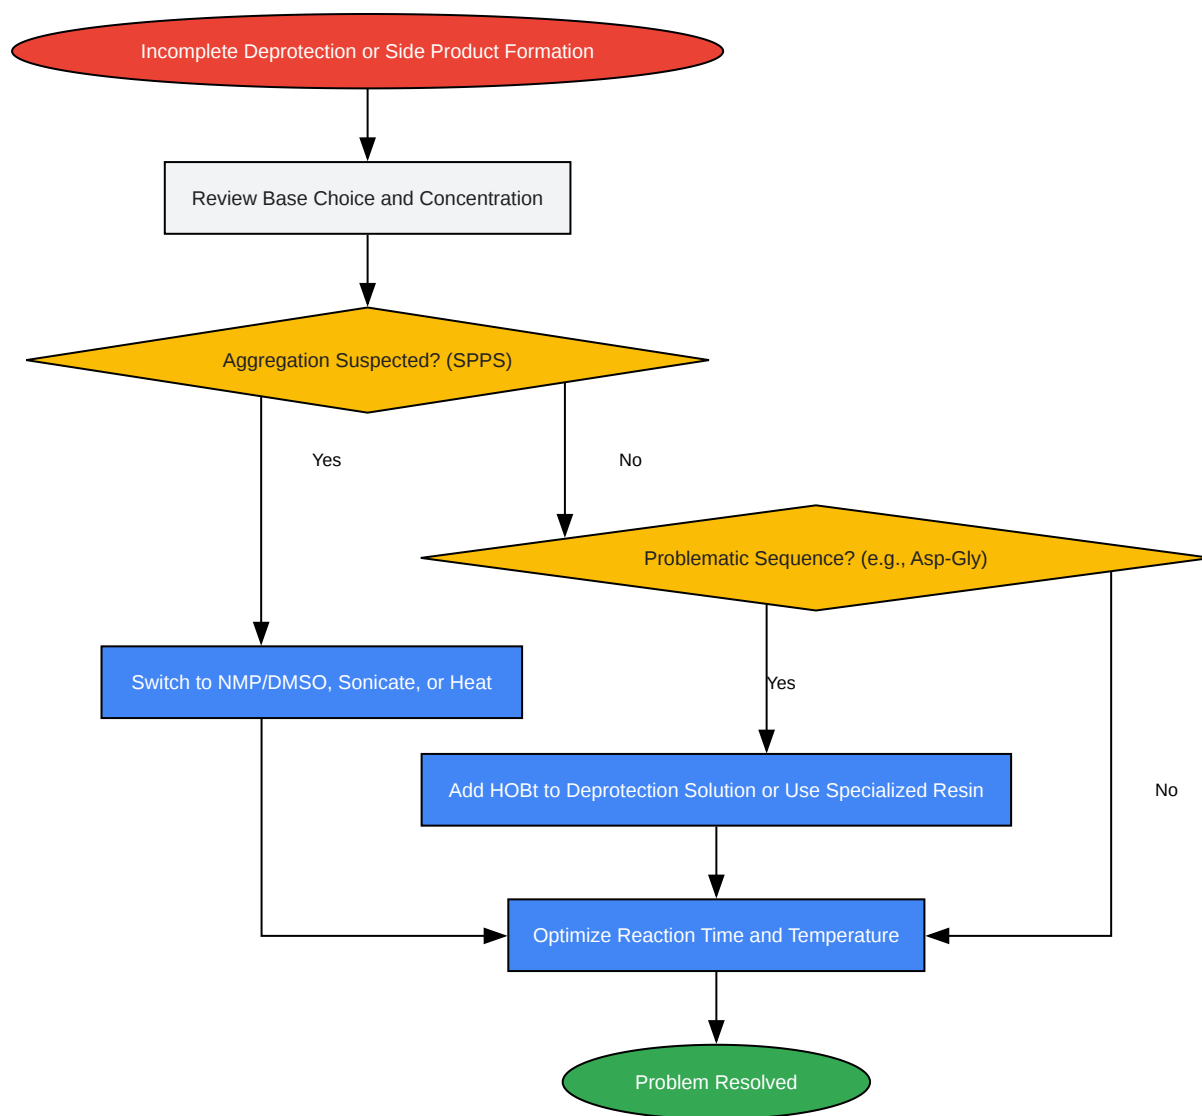 Incomplete Deprotection or Side Product Formation
Review Base Choice and Concentration
Aggregation Suspected? (SPPS)
Yes
No
Problematic Sequence? (e.g., Asp-Gly)
Switch to NMP/DMSO, Sonicate, or Heat
Yes
Add HOBt to Deprotection Solution or Use Specialized Resin
No
Optimize Reaction Time and Temperature
Problem Resolved